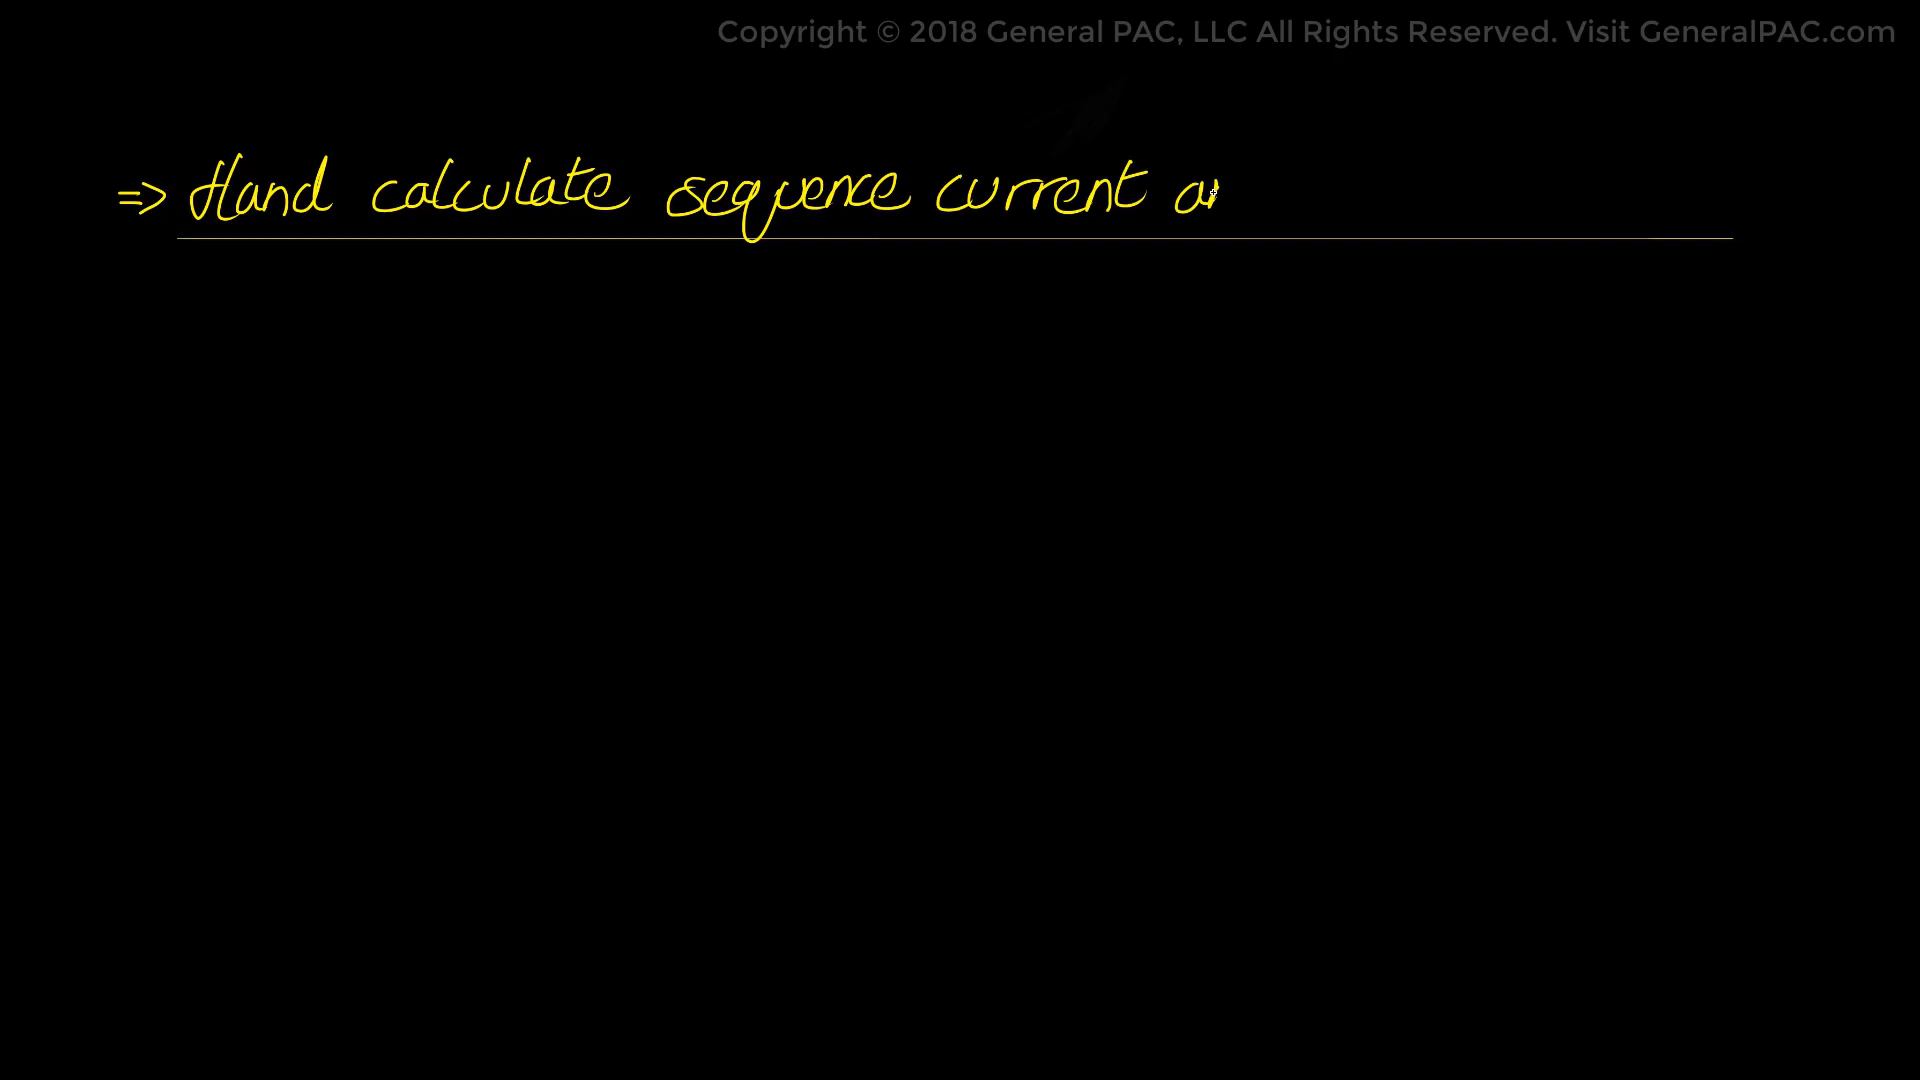 Copyright © 2018 General PAC, LLC All Rights Reserved. Visit GeneralPAC.com
=> Hand calculate sequence current